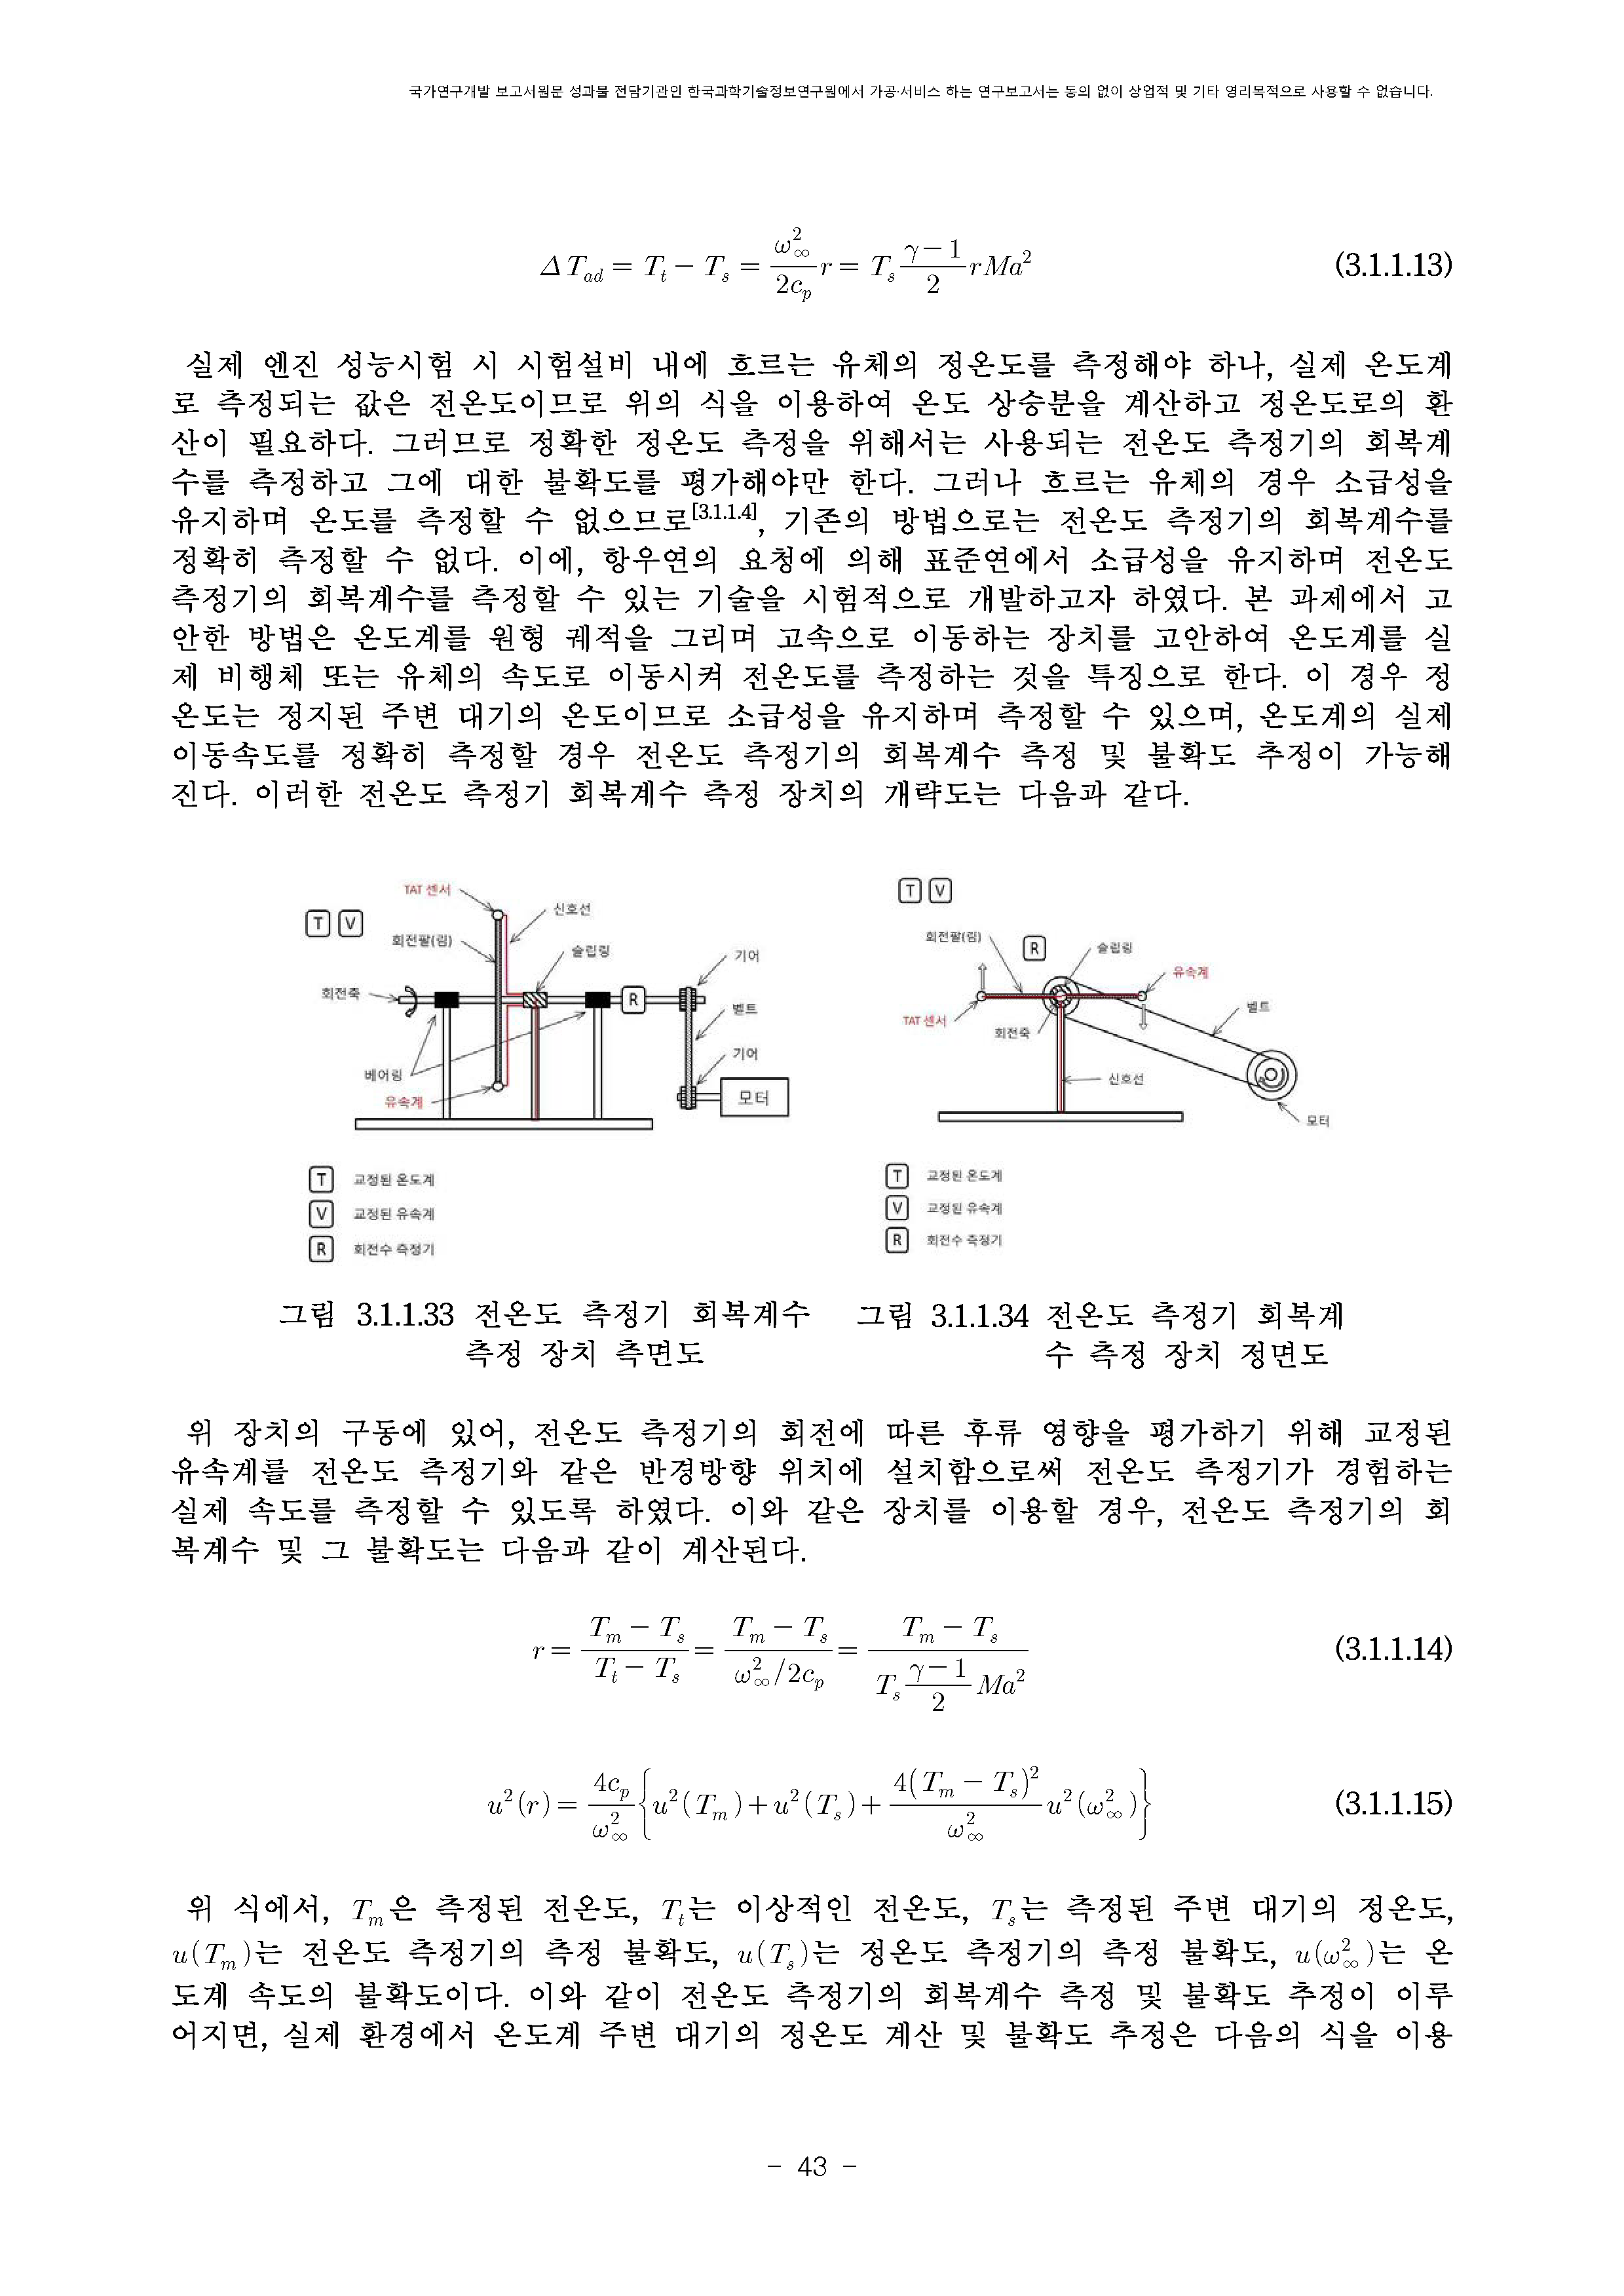 국가연구개발 보고서원문 성과물 전담기관인 한국과학기술정보연구원에서 가공·서비스 하는 연구보고서는 동의 없이 상업적 및 기타 영리목적으로 사용할 수 없습니다.
ΔT_ad = T_t − T_s = ω_∞^2/2c_p r = T_s (γ−1)/2 rMa^2 (3.1.1.13)
실제 엔진 성능시험 시 시험설비 내에 흐르는 유체의 정온도를 측정해야 하나, 실제 온도계
로 측정되는 값은 전온도이므로 위의 식을 이용하여 온도 상승분을 계산하고 정온도로의 환
산이 필요하다. 그러므로 정확한 정온도 측정을 위해서는 사용되는 전온도 측정기의 회복계
수를 측정하고 그에 대한 불확도를 평가해야만 한다. 그러나 흐르는 유체의 경우 소급성을
유지하며 온도를 측정할 수 없으므로[3.1.1.4], 기존의 방법으로는 전온도 측정기의 회복계수를
정확히 측정할 수 없다. 이에, 항우연의 요청에 의해 표준연에서 소급성을 유지하며 전온도
측정기의 회복계수를 측정할 수 있는 기술을 시험적으로 개발하고자 하였다. 본 과제에서 고
안한 방법은 온도계를 원형 궤적을 그리며 고속으로 이동하는 장치를 고안하여 온도계를 실
제 비행체 또는 유체의 속도로 이동시켜 전온도를 측정하는 것을 특징으로 한다. 이 경우 정
온도는 정지된 주변 대기의 온도이므로 소급성을 유지하며 측정할 수 있으며, 온도계의 실제
이동속도를 정확히 측정할 경우 전온도 측정기의 회복계수 측정 및 불확도 추정이 가능해
진다. 이러한 전온도 측정기 회복계수 측정 장치의 개략도는 다음과 같다.
TAT 센서
T V
신호선
회전팔(림)
슬립링
기어
회전축
R
벨트
기어
베어링
유속계
모터
T 교정된 온도계
V 교정된 유속계
R 회전수 측정기
그림 3.1.1.33 전온도 측정기 회복계수
측정 장치 측면도
T V
회전팔(림)
R
슬립링
유속계
TAT 센서
회전축
벨트
신호선
모터
T 교정된 온도계
V 교정된 유속계
R 회전수 측정기
그림 3.1.1.34 전온도 측정기 회복계
수 측정 장치 정면도
위 장치의 구동에 있어, 전온도 측정기의 회전에 따른 후류 영향을 평가하기 위해 교정된
유속계를 전온도 측정기와 같은 반경방향 위치에 설치함으로써 전온도 측정기가 경험하는
실제 속도를 측정할 수 있도록 하였다. 이와 같은 장치를 이용할 경우, 전온도 측정기의 회
복계수 및 그 불확도는 다음과 같이 계산된다.
r = (T_m − T_s)/(T_t − T_s) = (T_m − T_s)/(ω_∞^2/2c_p) = (T_m − T_s)/(T_s (γ−1)/2 Ma^2) (3.1.1.14)
u^2(r) = 4c_p/ω_∞^2 {u^2(T_m)+u^2(T_s)+ 4(T_m − T_s)^2/ω_∞^2 u^2(ω_∞^2)} (3.1.1.15)
위 식에서, T_m은 측정된 전온도, T_t는 이상적인 전온도, T_s는 측정된 주변 대기의 정온도,
u(T_m)는 전온도 측정기의 측정 불확도, u(T_s)는 정온도 측정기의 측정 불확도, u(ω_∞^2)는 온
도계 속도의 불확도이다. 이와 같이 전온도 측정기의 회복계수 측정 및 불확도 추정이 이루
어지면, 실제 환경에서 온도계 주변 대기의 정온도 계산 및 불확도 추정은 다음의 식을 이용
- 43 -